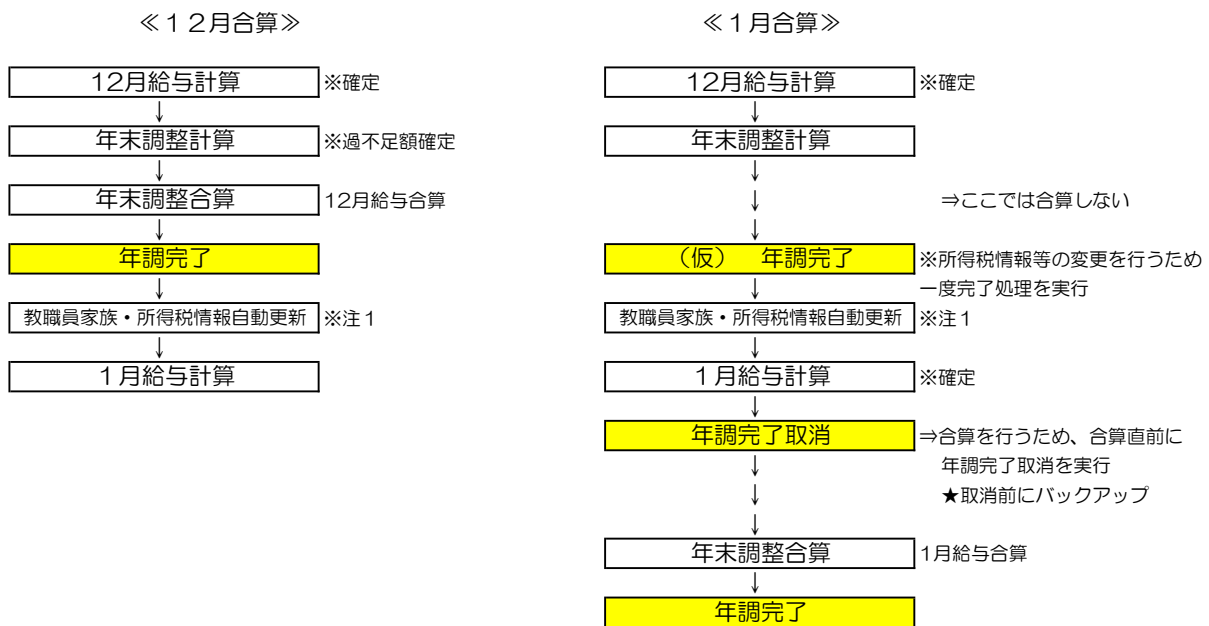 ≪12月合算≫
12月給与計算 ※確定
↓
年末調整計算 ※過不足額確定
↓
年末調整合算 12月給与合算
↓
年調完了
↓
教職員家族・所得税情報自動更新 ※注1
↓
1月給与計算
≪1月合算≫
12月給与計算 ※確定
↓
年末調整計算
↓
↓ ⇒ここでは合算しない
↓
（仮）　年調完了 ※所得税情報等の変更を行うため
↓ 一度完了処理を実行
教職員家族・所得税情報自動更新 ※注1
↓
1月給与計算 ※確定
↓
年調完了取消 ⇒合算を行うため、合算直前に
↓ 年調完了取消を実行
↓ ★取消前にバックアップ
↓
年末調整合算 1月給与合算
↓
年調完了